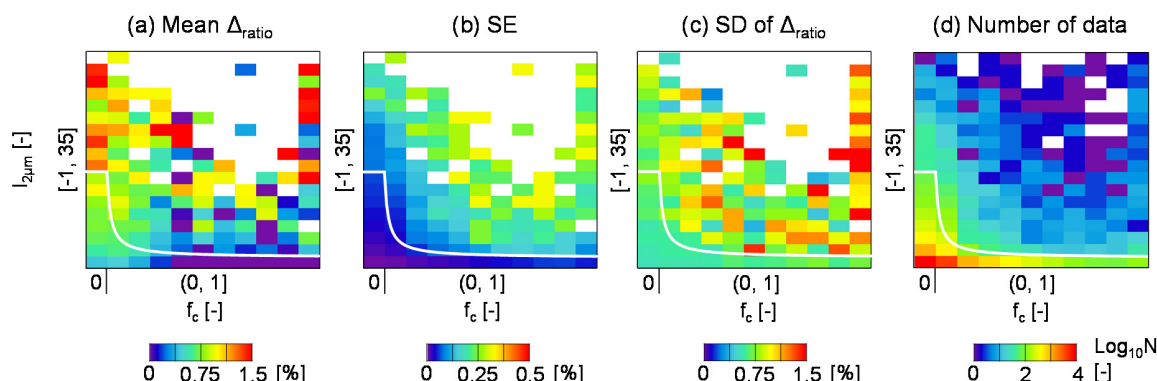 (a) Mean Δratio (b) SE (c) SD of Δratio (d) Number of data
I2μm [-]
[-1, 35] [-1, 35] [-1, 35] [-1, 35]
0 (0, 1] 0 (0, 1] 0 (0, 1] 0 (0, 1]
fc [-] fc [-] fc [-] fc [-]
0 0.75 1.5 [%] 0 0.25 0.5 [%] 0 0.75 1.5 [%] 0 2 4 Log10N [-]